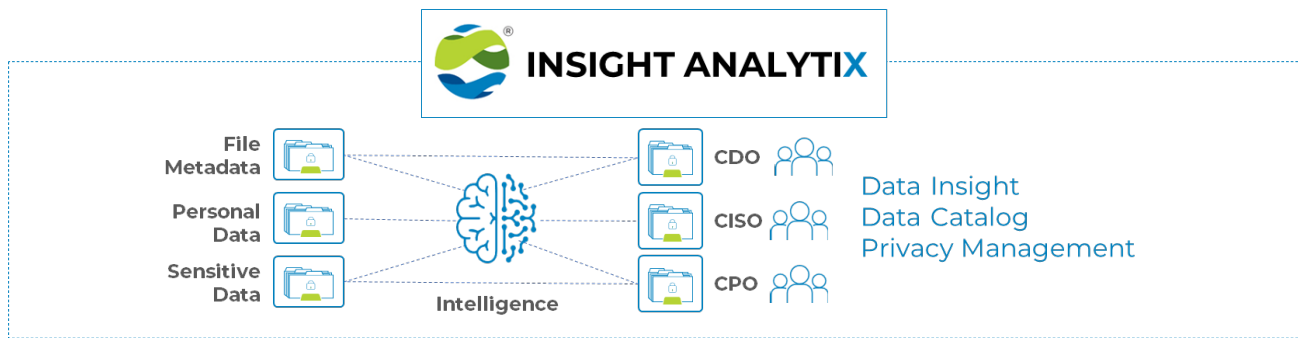 ® INSIGHT ANALYTIX
File
Metadata
Personal
Data
Sensitive
Data
Intelligence
CDO
CISO
CPO
Data Insight
Data Catalog
Privacy Management